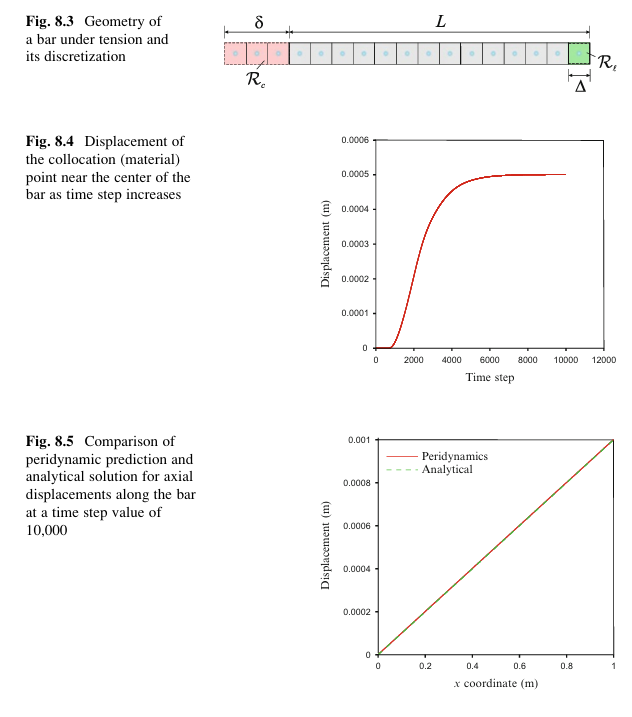 Fig. 8.3 Geometry of
a bar under tension and
its discretization
δ
L
ℛc
ℛℓ
Δ
Fig. 8.4 Displacement of
the collocation (material)
point near the center of the
bar as time step increases
0.0006
0.0005
0.0004
0.0003
0.0002
0.0001
0
Displacement (m)
0 2000 4000 6000 8000 10000 12000
Time step
Fig. 8.5 Comparison of
peridynamic prediction and
analytical solution for axial
displacements along the bar
at a time step value of
10,000
0.001
0.0008
0.0006
0.0004
0.0002
0
Displacement (m)
Peridynamics
Analytical
0 0.2 0.4 0.6 0.8 1
x coordinate (m)